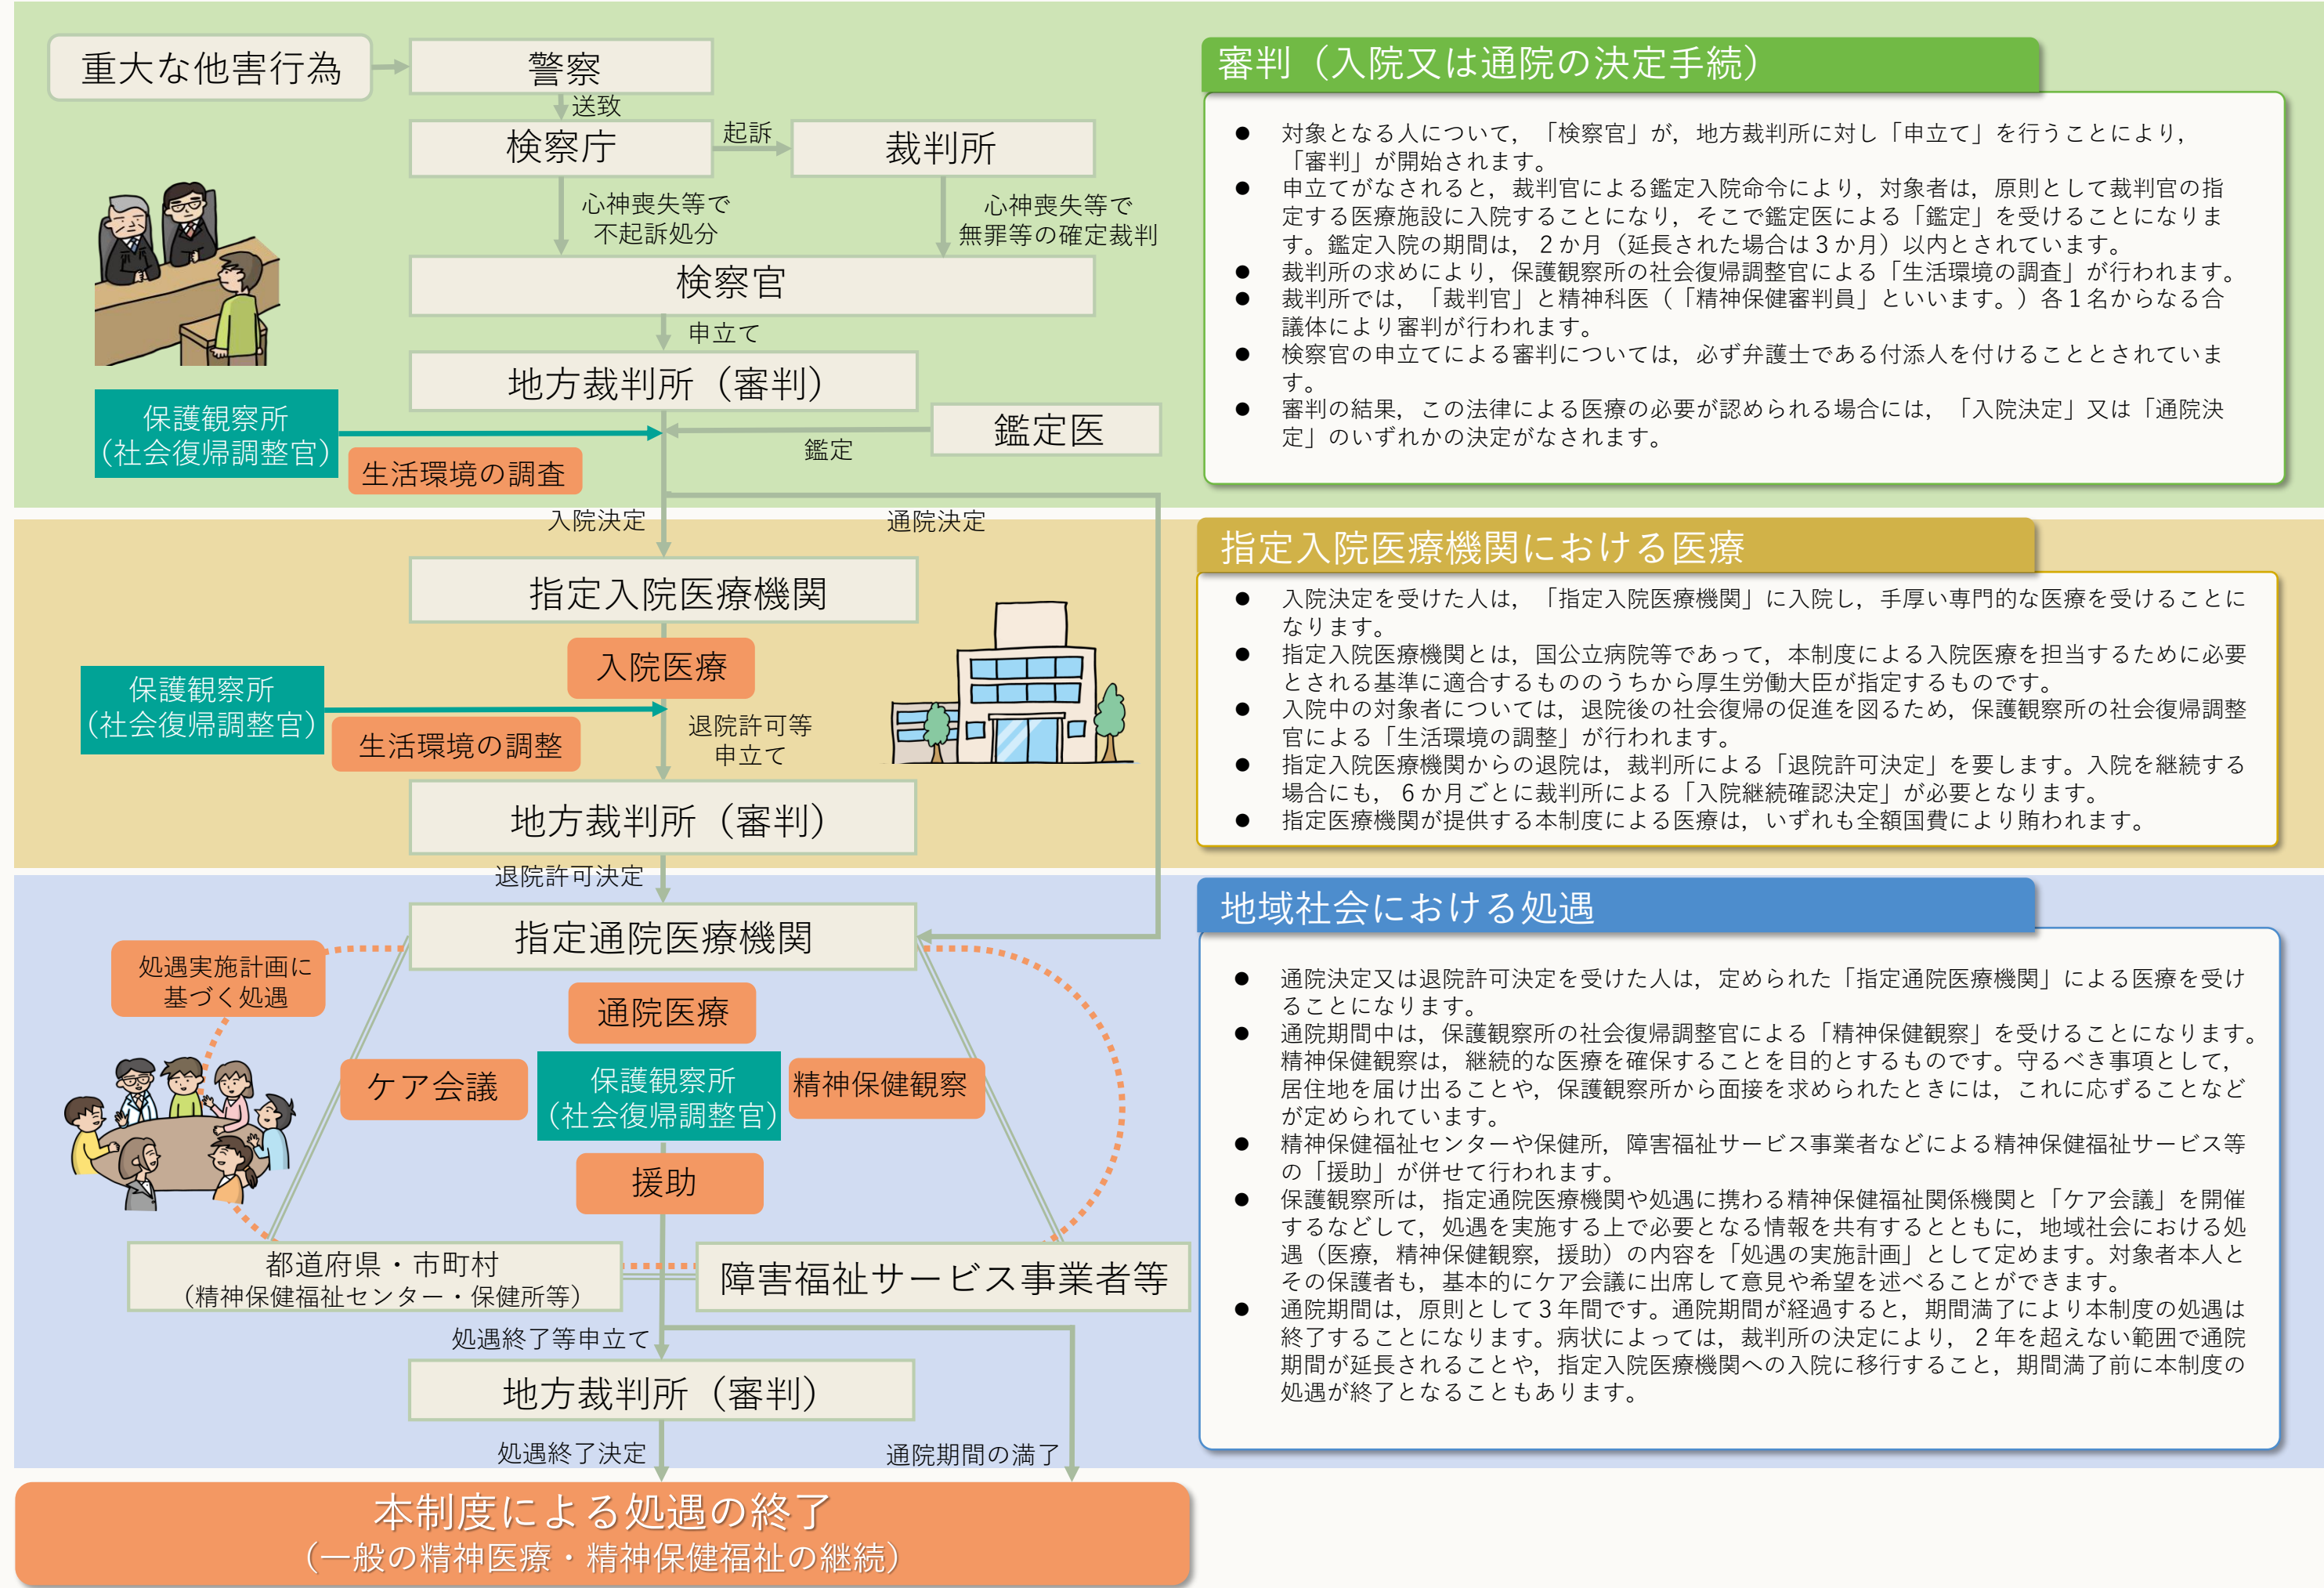 重大な他害行為
警察
送致
検察庁
起訴
裁判所
心神喪失等で
不起訴処分
心神喪失等で
無罪等の確定裁判
検察官
申立て
地方裁判所（審判）
保護観察所
（社会復帰調整官）
生活環境の調査
鑑定医
鑑定
入院決定
通院決定
指定入院医療機関
入院医療
保護観察所
（社会復帰調整官）
生活環境の調整
退院許可等
申立て
地方裁判所（審判）
退院許可決定
指定通院医療機関
処遇実施計画に
基づく処遇
通院医療
ケア会議
保護観察所
（社会復帰調整官）
精神保健観察
援助
都道府県・市町村
（精神保健福祉センター・保健所等）
障害福祉サービス事業者等
処遇終了等申立て
地方裁判所（審判）
処遇終了決定
通院期間の満了
本制度による処遇の終了
（一般の精神医療・精神保健福祉の継続）
審判（入院又は通院の決定手続）
● 対象となる人について，「検察官」が，地方裁判所に対し「申立て」を行うことにより，
「審判」が開始されます。
● 申立てがなされると，裁判官による鑑定入院命令により，対象者は，原則として裁判官の指
定する医療施設に入院することになり，そこで鑑定医による「鑑定」を受けることになりま
す。鑑定入院の期間は，２か月（延長された場合は３か月）以内とされています。
● 裁判所の求めにより，保護観察所の社会復帰調整官による「生活環境の調査」が行われます。
● 裁判所では，「裁判官」と精神科医（「精神保健審判員」といいます。）各１名からなる合
議体により審判が行われます。
● 検察官の申立てによる審判については，必ず弁護士である付添人を付けることとされていま
す。
● 審判の結果，この法律による医療の必要が認められる場合には，「入院決定」又は「通院決
定」のいずれかの決定がなされます。
指定入院医療機関における医療
● 入院決定を受けた人は，「指定入院医療機関」に入院し，手厚い専門的な医療を受けることに
なります。
● 指定入院医療機関とは，国公立病院等であって，本制度による入院医療を担当するために必要
とされる基準に適合するもののうちから厚生労働大臣が指定するものです。
● 入院中の対象者については，退院後の社会復帰の促進を図るため，保護観察所の社会復帰調整
官による「生活環境の調整」が行われます。
● 指定入院医療機関からの退院は，裁判所による「退院許可決定」を要します。入院を継続する
場合にも，６か月ごとに裁判所による「入院継続確認決定」が必要となります。
● 指定医療機関が提供する本制度による医療は，いずれも全額国費により賄われます。
地域社会における処遇
● 通院決定又は退院許可決定を受けた人は，定められた「指定通院医療機関」による医療を受け
ることになります。
● 通院期間中は，保護観察所の社会復帰調整官による「精神保健観察」を受けることになります。
精神保健観察は，継続的な医療を確保することを目的とするものです。守るべき事項として，
居住地を届け出ることや，保護観察所から面接を求められたときには，これに応ずることなど
が定められています。
● 精神保健福祉センターや保健所，障害福祉サービス事業者などによる精神保健福祉サービス等
の「援助」が併せて行われます。
● 保護観察所は，指定通院医療機関や処遇に携わる精神保健福祉関係機関と「ケア会議」を開催
するなどして，処遇を実施する上で必要となる情報を共有するとともに，地域社会における処
遇（医療，精神保健観察，援助）の内容を「処遇の実施計画」として定めます。対象者本人と
その保護者も，基本的にケア会議に出席して意見や希望を述べることができます。
● 通院期間は，原則として３年間です。通院期間が経過すると，期間満了により本制度の処遇は
終了することになります。病状によっては，裁判所の決定により，２年を超えない範囲で通院
期間が延長されることや，指定入院医療機関への入院に移行すること，期間満了前に本制度の
処遇が終了となることもあります。